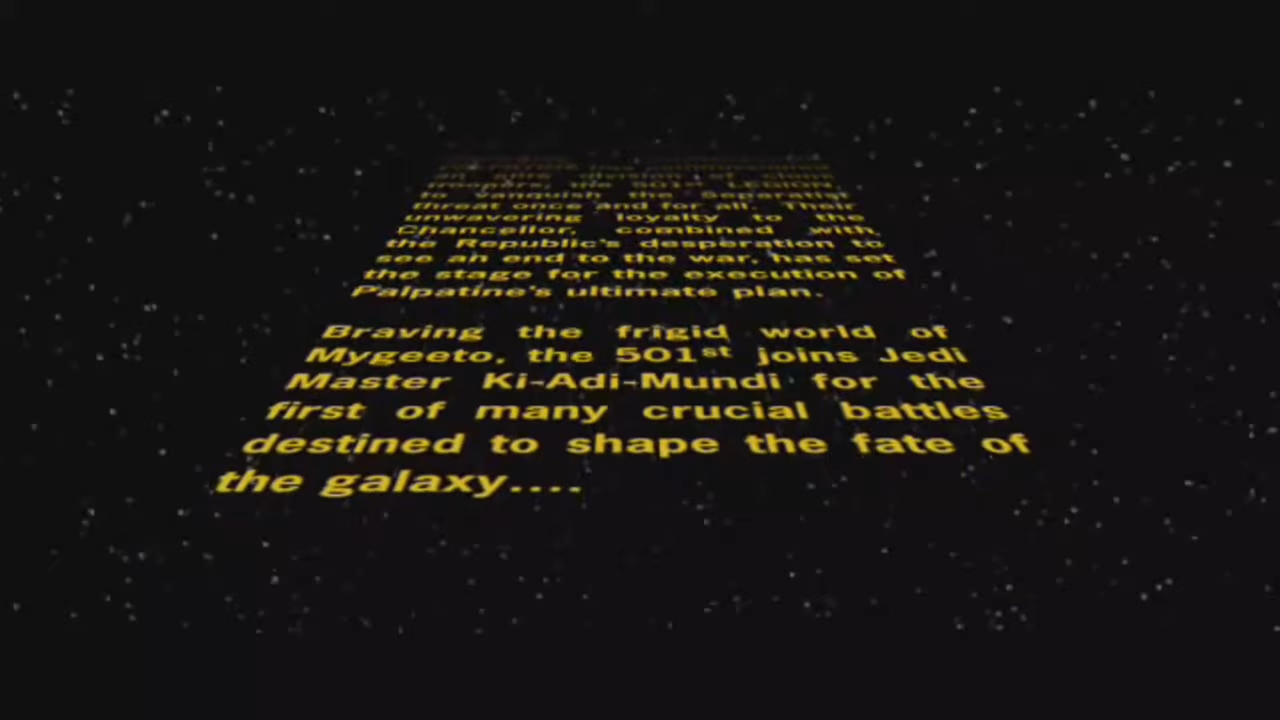 an elite division of clone
troopers, the 501st LEGION,
to vanquish the Separatist
threat once and for all. Their
unwavering loyalty to the
Chancellor, combined with
the Republic's desperation to
see an end to the war, has set
the stage for the execution of
Palpatine's ultimate plan.
Braving the frigid world of
Mygeeto, the 501st joins Jedi
Master Ki-Adi-Mundi for the
first of many crucial battles
destined to shape the fate of
the galaxy....